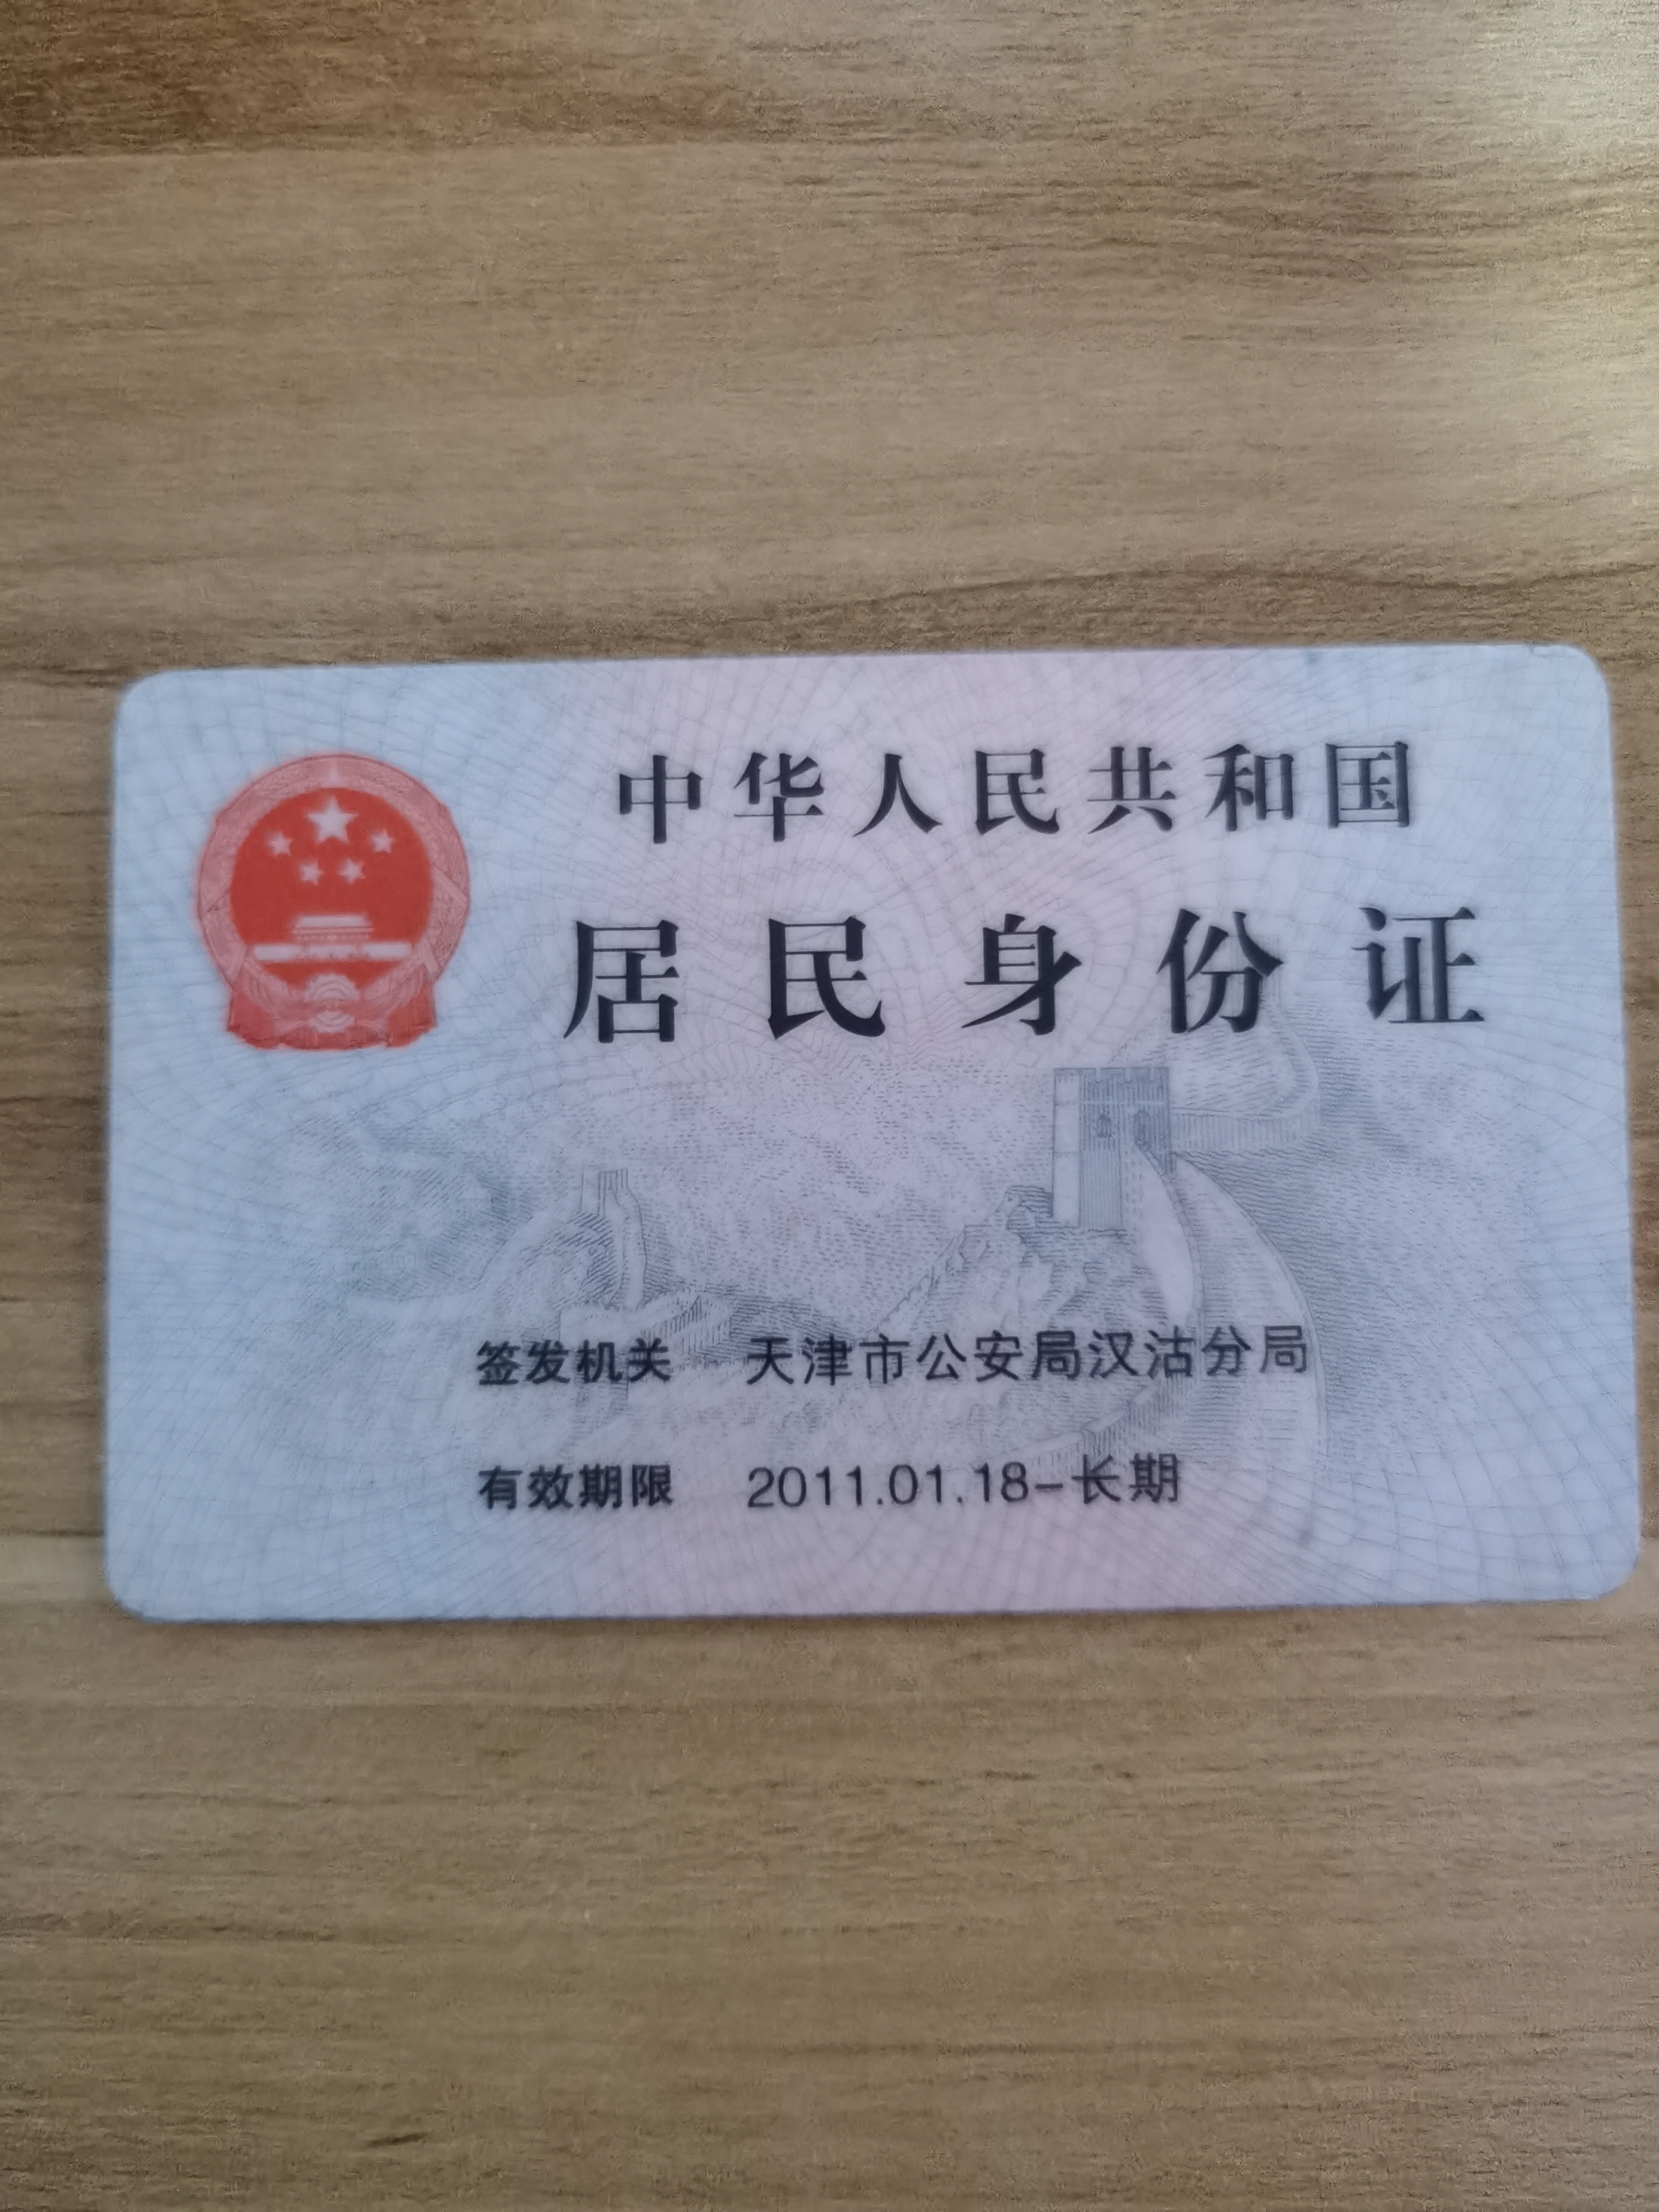 中华人民共和国
居民身份证
签发机关 天津市公安局汉沽分局
有效期限 2011.01.18-长期